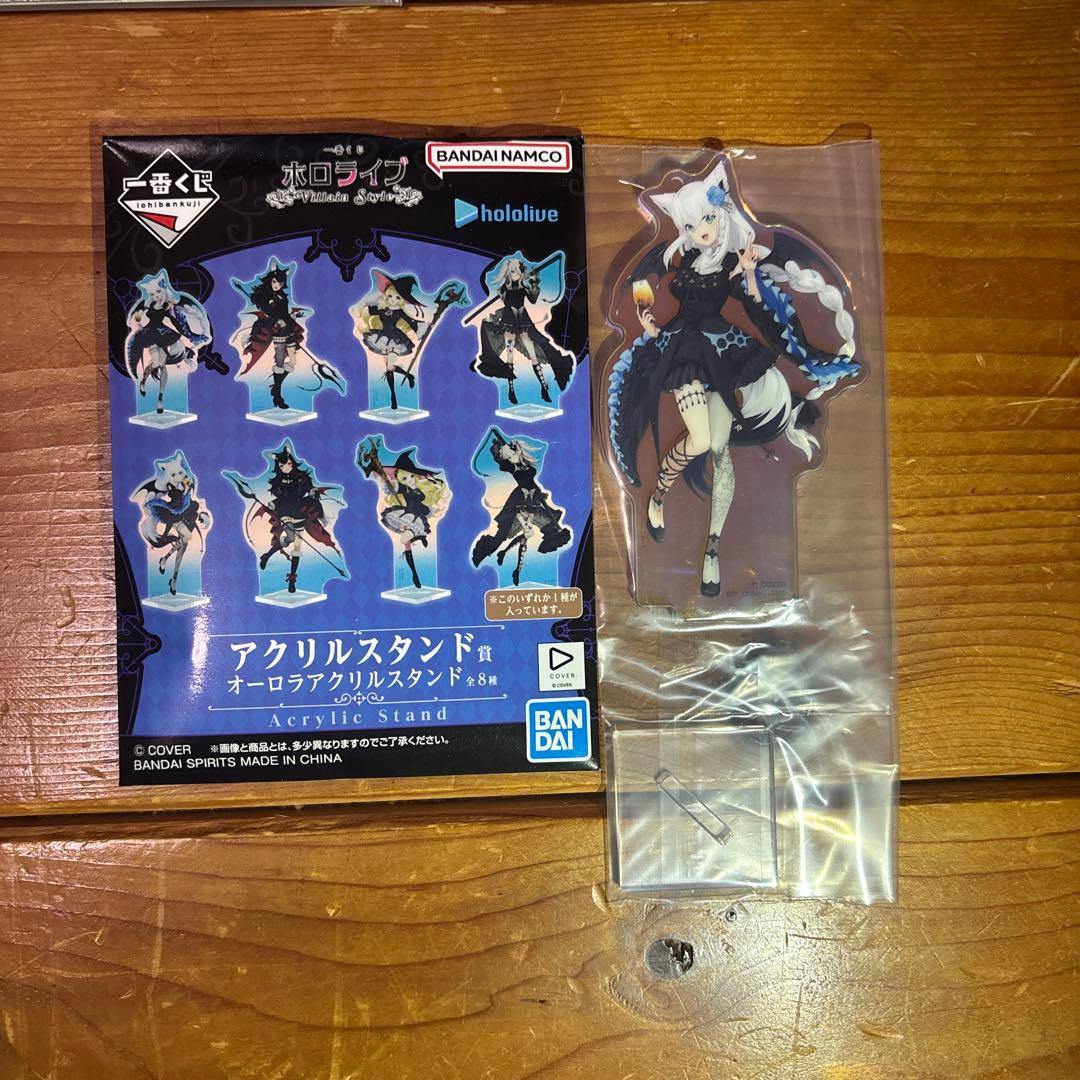 一番くじ
ichibankuji
一番くじ
ホロライブ
Villain Style
BANDAI NAMCO
hololive
※このいずれか1種が
入っています。
アクリルスタンド賞
オーロラアクリルスタンド全8種
Acrylic Stand
COVER
© COVER
BAN
DAI
© COVER ※画像と商品とは、多少異なりますのでご了承ください。
BANDAI SPIRITS MADE IN CHINA
© COVER